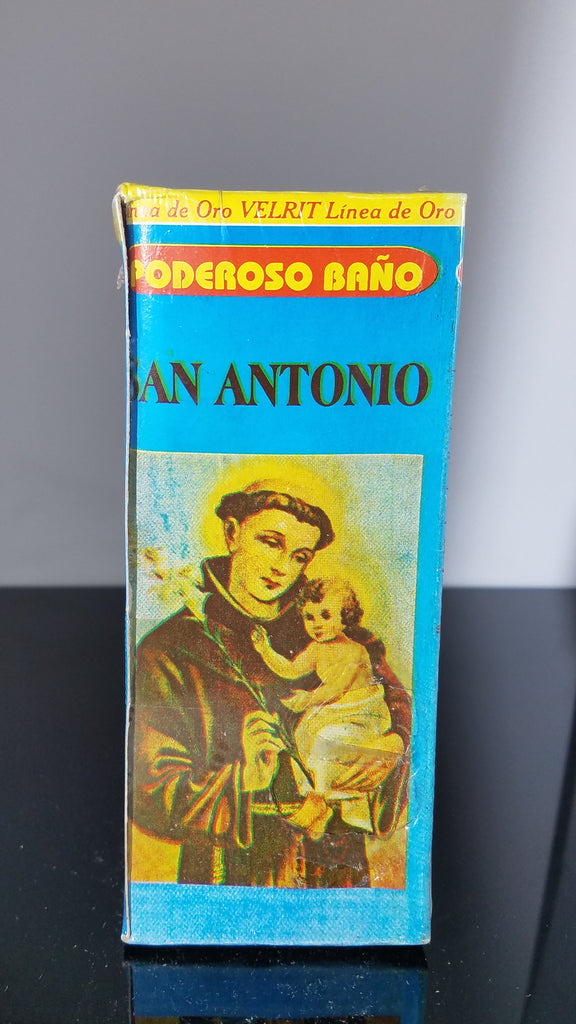 de Oro VELRIT Línea de Oro
PODEROSO BAÑO
SAN ANTONIO